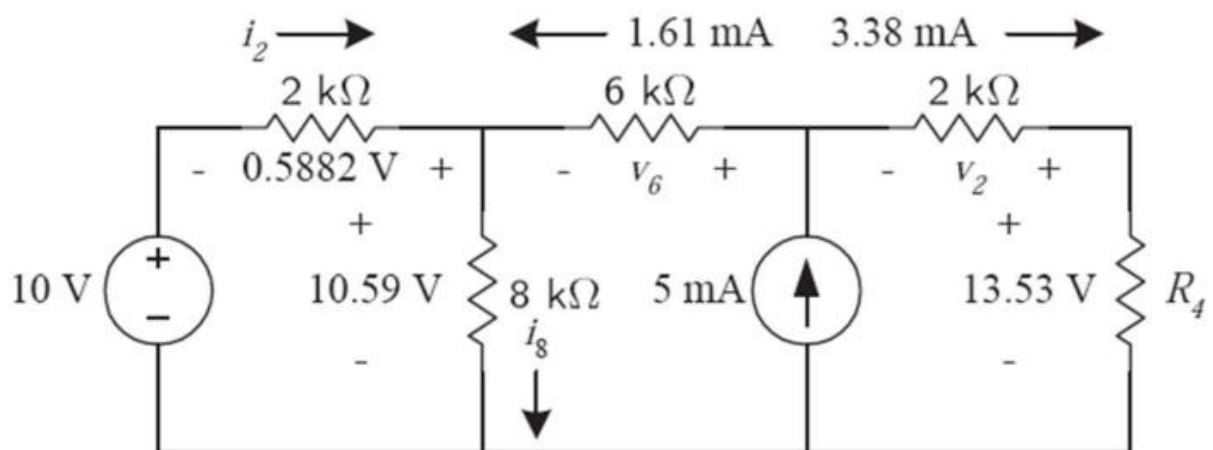 i₂ 1.61 mA 3.38 mA
2 kΩ 6 kΩ 2 kΩ
- 0.5882 V + - v₆ + - v₂ +
+ +
10 V + − 10.59 V 8 kΩ 5 mA 13.53 V R₄
i₈
- -